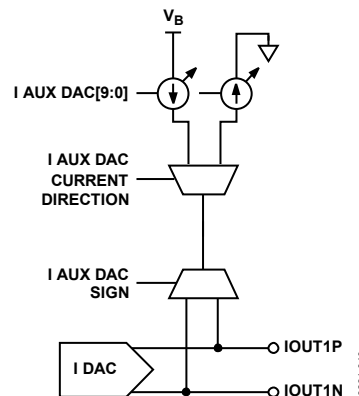 VB
I AUX DAC[9:0]
I AUX DAC
CURRENT
DIRECTION
I AUX DAC
SIGN
I DAC
IOUT1P
IOUT1N